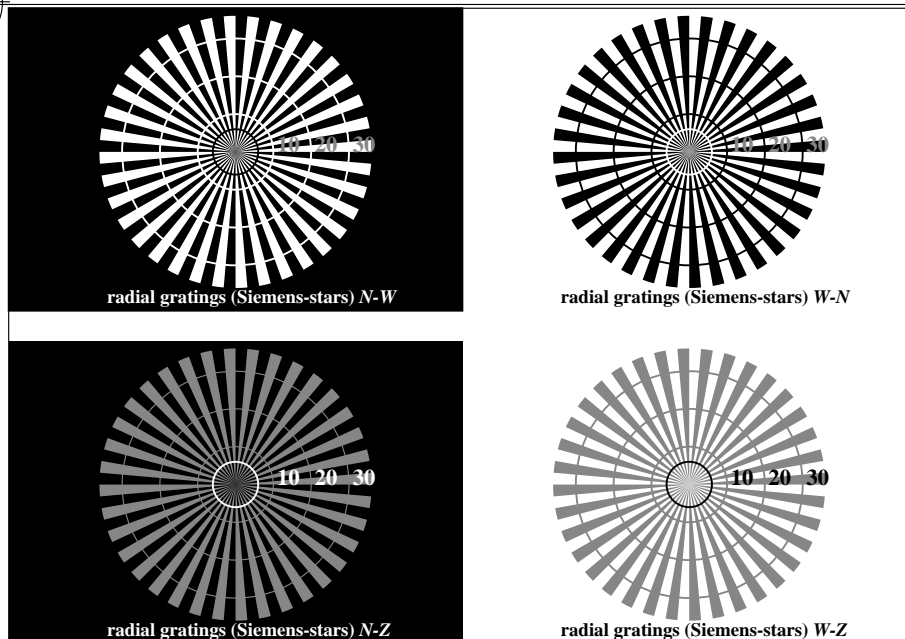 10 20 30
radial gratings (Siemens-stars) N-W
10 20 30
radial gratings (Siemens-stars) W-N
10 20 30
radial gratings (Siemens-stars) N-Z
10 20 30
radial gratings (Siemens-stars) W-Z